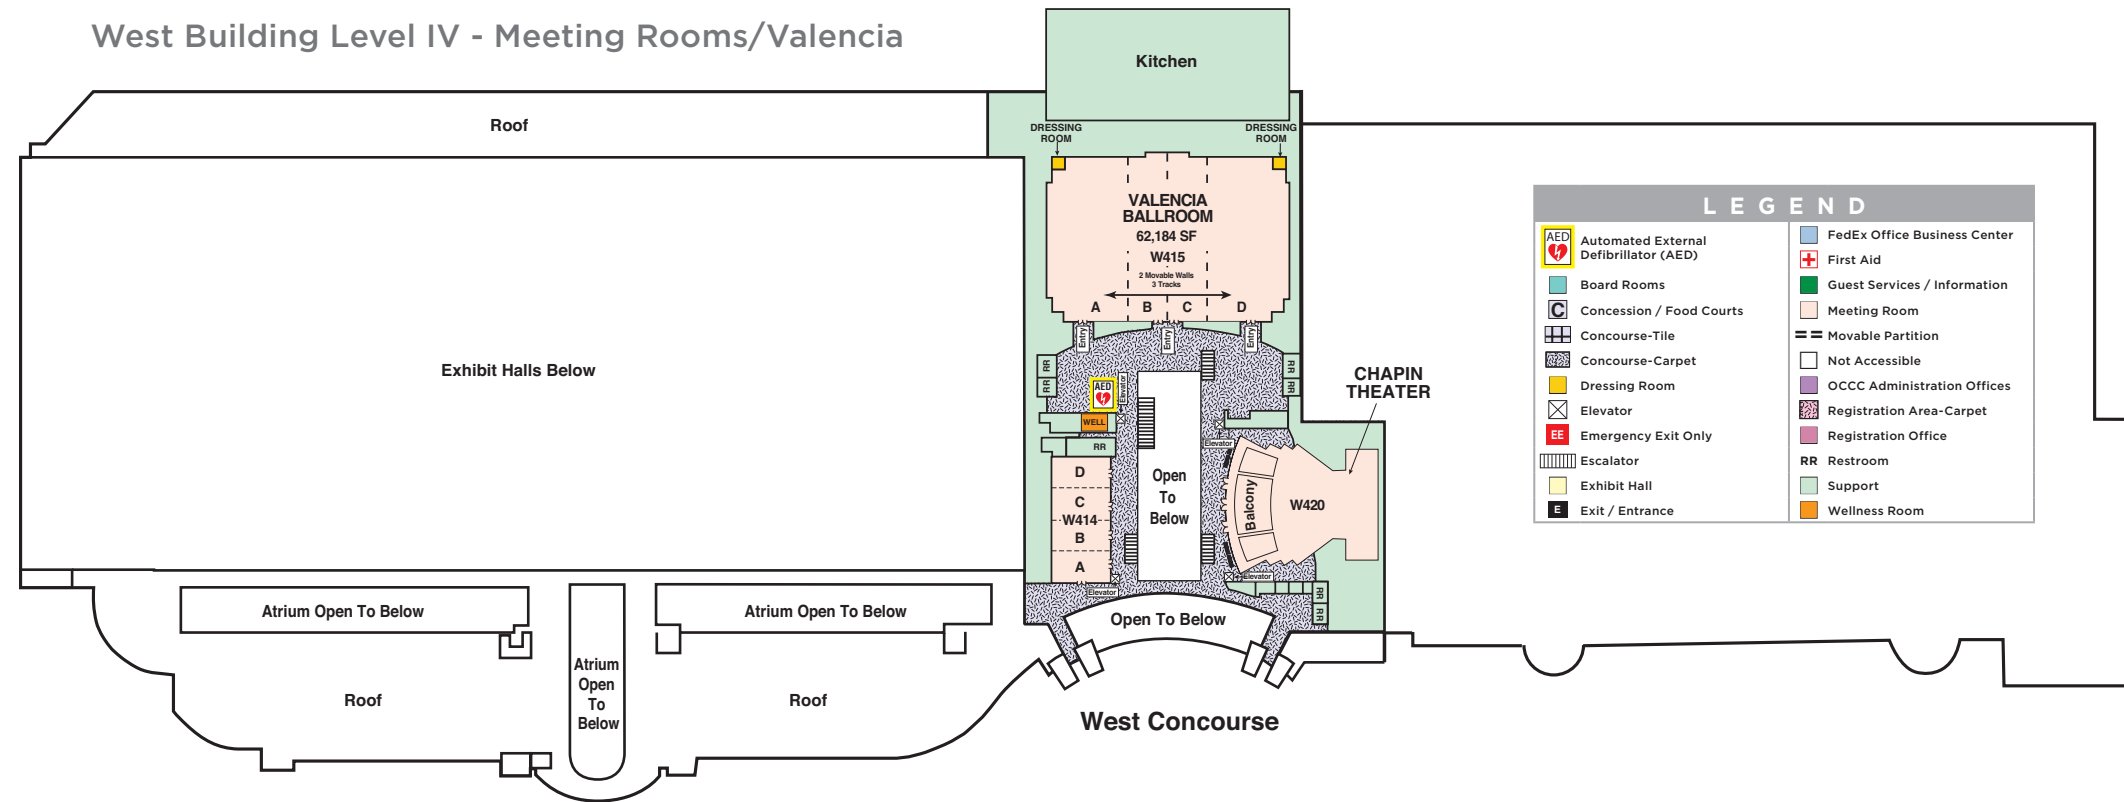 West Building Level IV - Meeting Rooms/Valencia
Kitchen
Roof
DRESSING
ROOM
DRESSING
ROOM
VALENCIA
BALLROOM
62,184 SF
W415
2 Movable Walls
3 Tracks
A
B
C
D
Entry
Entry
Entry
RR
RR
RR
RR
AED
Elevator
WELL
RR
Elevator
Exhibit Halls Below
CHAPIN
THEATER
D
C
W414
B
A
Open
To
Below
Balcony
W420
Elevator
Elevator
RR
RR
Open To Below
Atrium Open To Below
Atrium Open To Below
Atrium
Open
To
Below
Roof
Roof
West Concourse
LEGEND
AED
Automated External
Defibrillator (AED)
Board Rooms
C
Concession / Food Courts
Concourse-Tile
Concourse-Carpet
Dressing Room
Elevator
EE
Emergency Exit Only
Escalator
Exhibit Hall
E
Exit / Entrance
FedEx Office Business Center
First Aid
Guest Services / Information
Meeting Room
Movable Partition
Not Accessible
OCCC Administration Offices
Registration Area-Carpet
Registration Office
RR Restroom
Support
Wellness Room